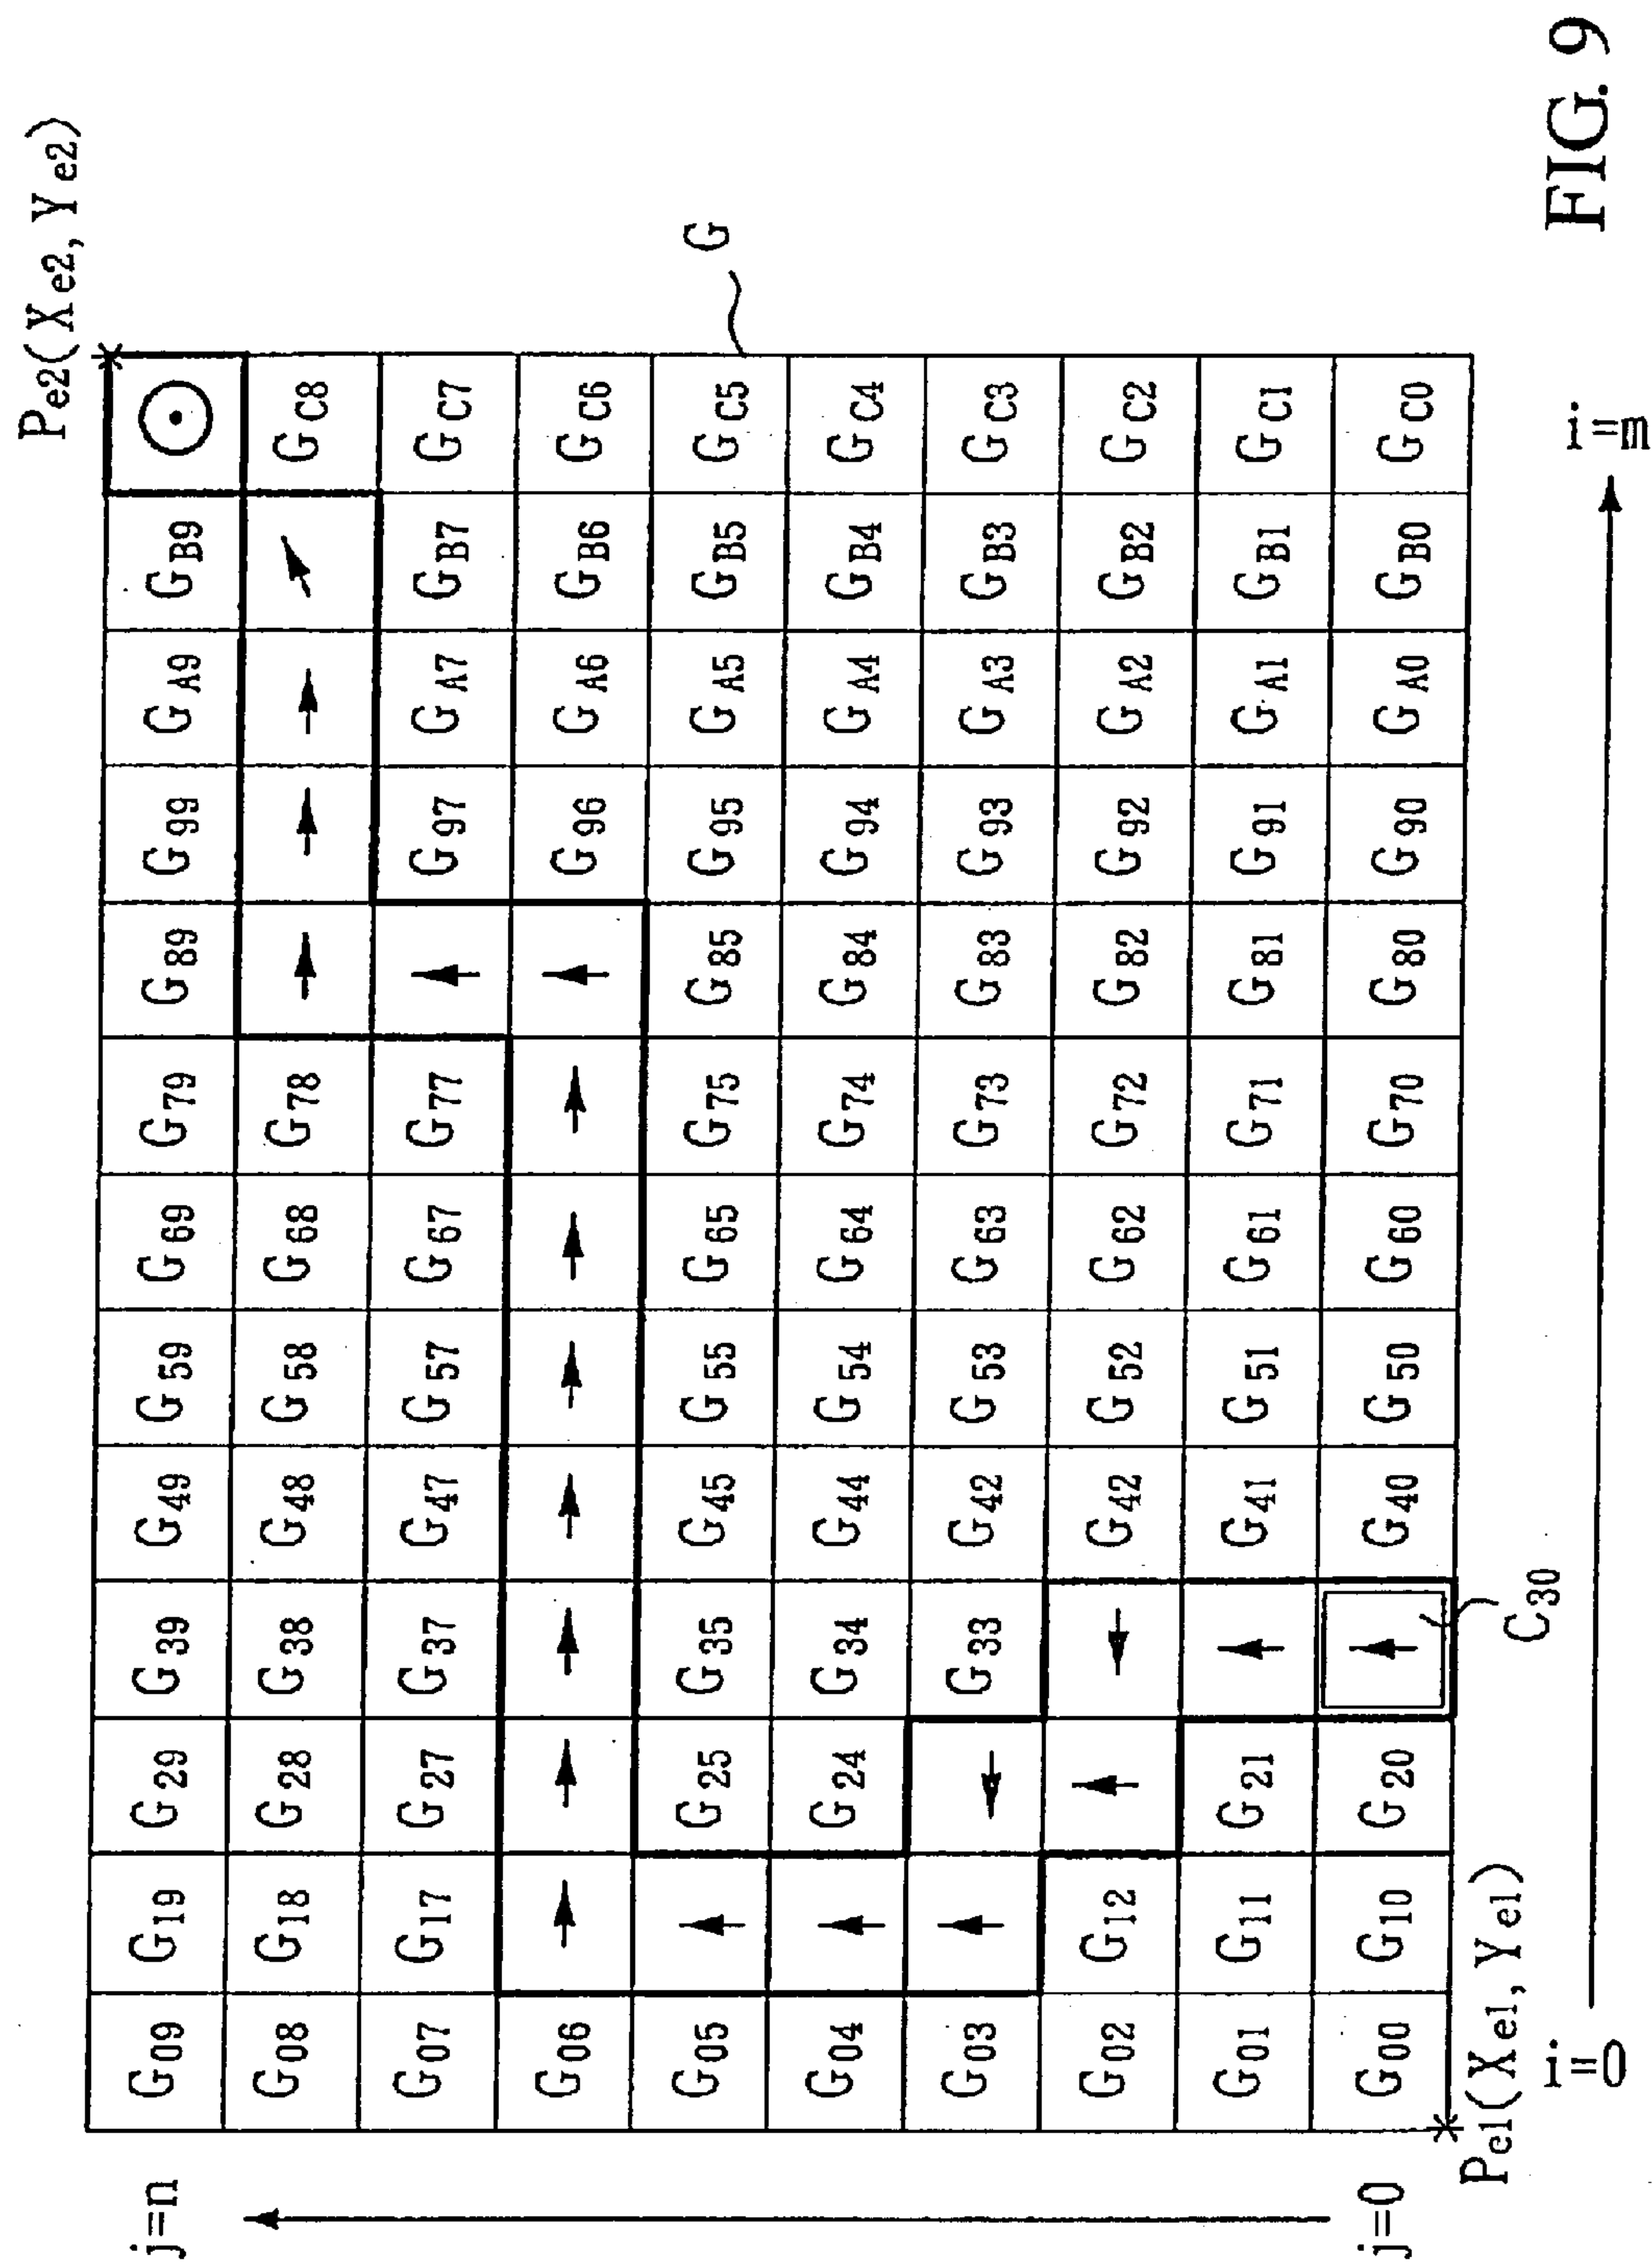 Pe2(Xe2, Ye2)
j=n
G09 G19 G29 G39 G49 G59 G69 G79 G89 G99 GA9 GB9
G08 G18 G28 G38 G48 G58 G68 G78 GC8
G07 G17 G27 G37 G47 G57 G67 G77 G97 GA7 GB7 GC7
G06 G96 GA6 GB6 GC6
G05 G25 G35 G45 G55 G65 G75 G85 G95 GA5 GB5 GC5
G
G04 G24 G34 G44 G54 G64 G74 G84 G94 GA4 GB4 GC4
G03 G33 G42 G53 G63 G73 G83 G93 GA3 GB3 GC3
G02 G12 G42 G52 G62 G72 G82 G92 GA2 GB2 GC2
G01 G11 G21 G41 G51 G61 G71 G81 G91 GA1 GB1 GC1
j=0
G00 G10 G20 G40 G50 G60 G70 G80 G90 GA0 GB0 GC0
Pe1(Xe1, Ye1)
C30
i=0
i=m
FIG. 9